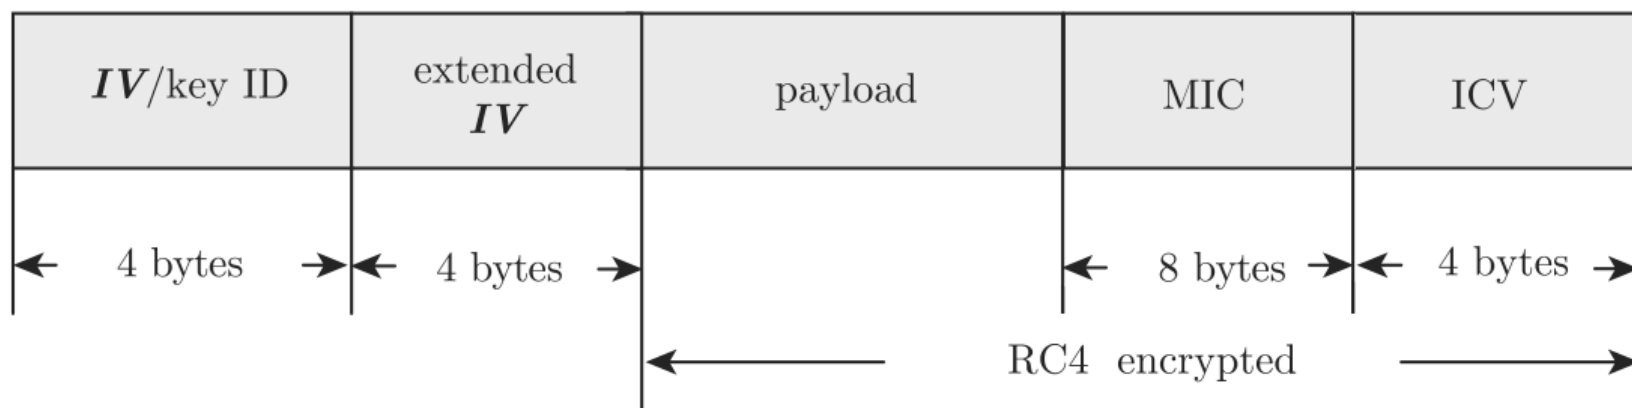 IV/key ID
extended
IV
payload
MIC
ICV
4 bytes
4 bytes
8 bytes
4 bytes
RC4 encrypted